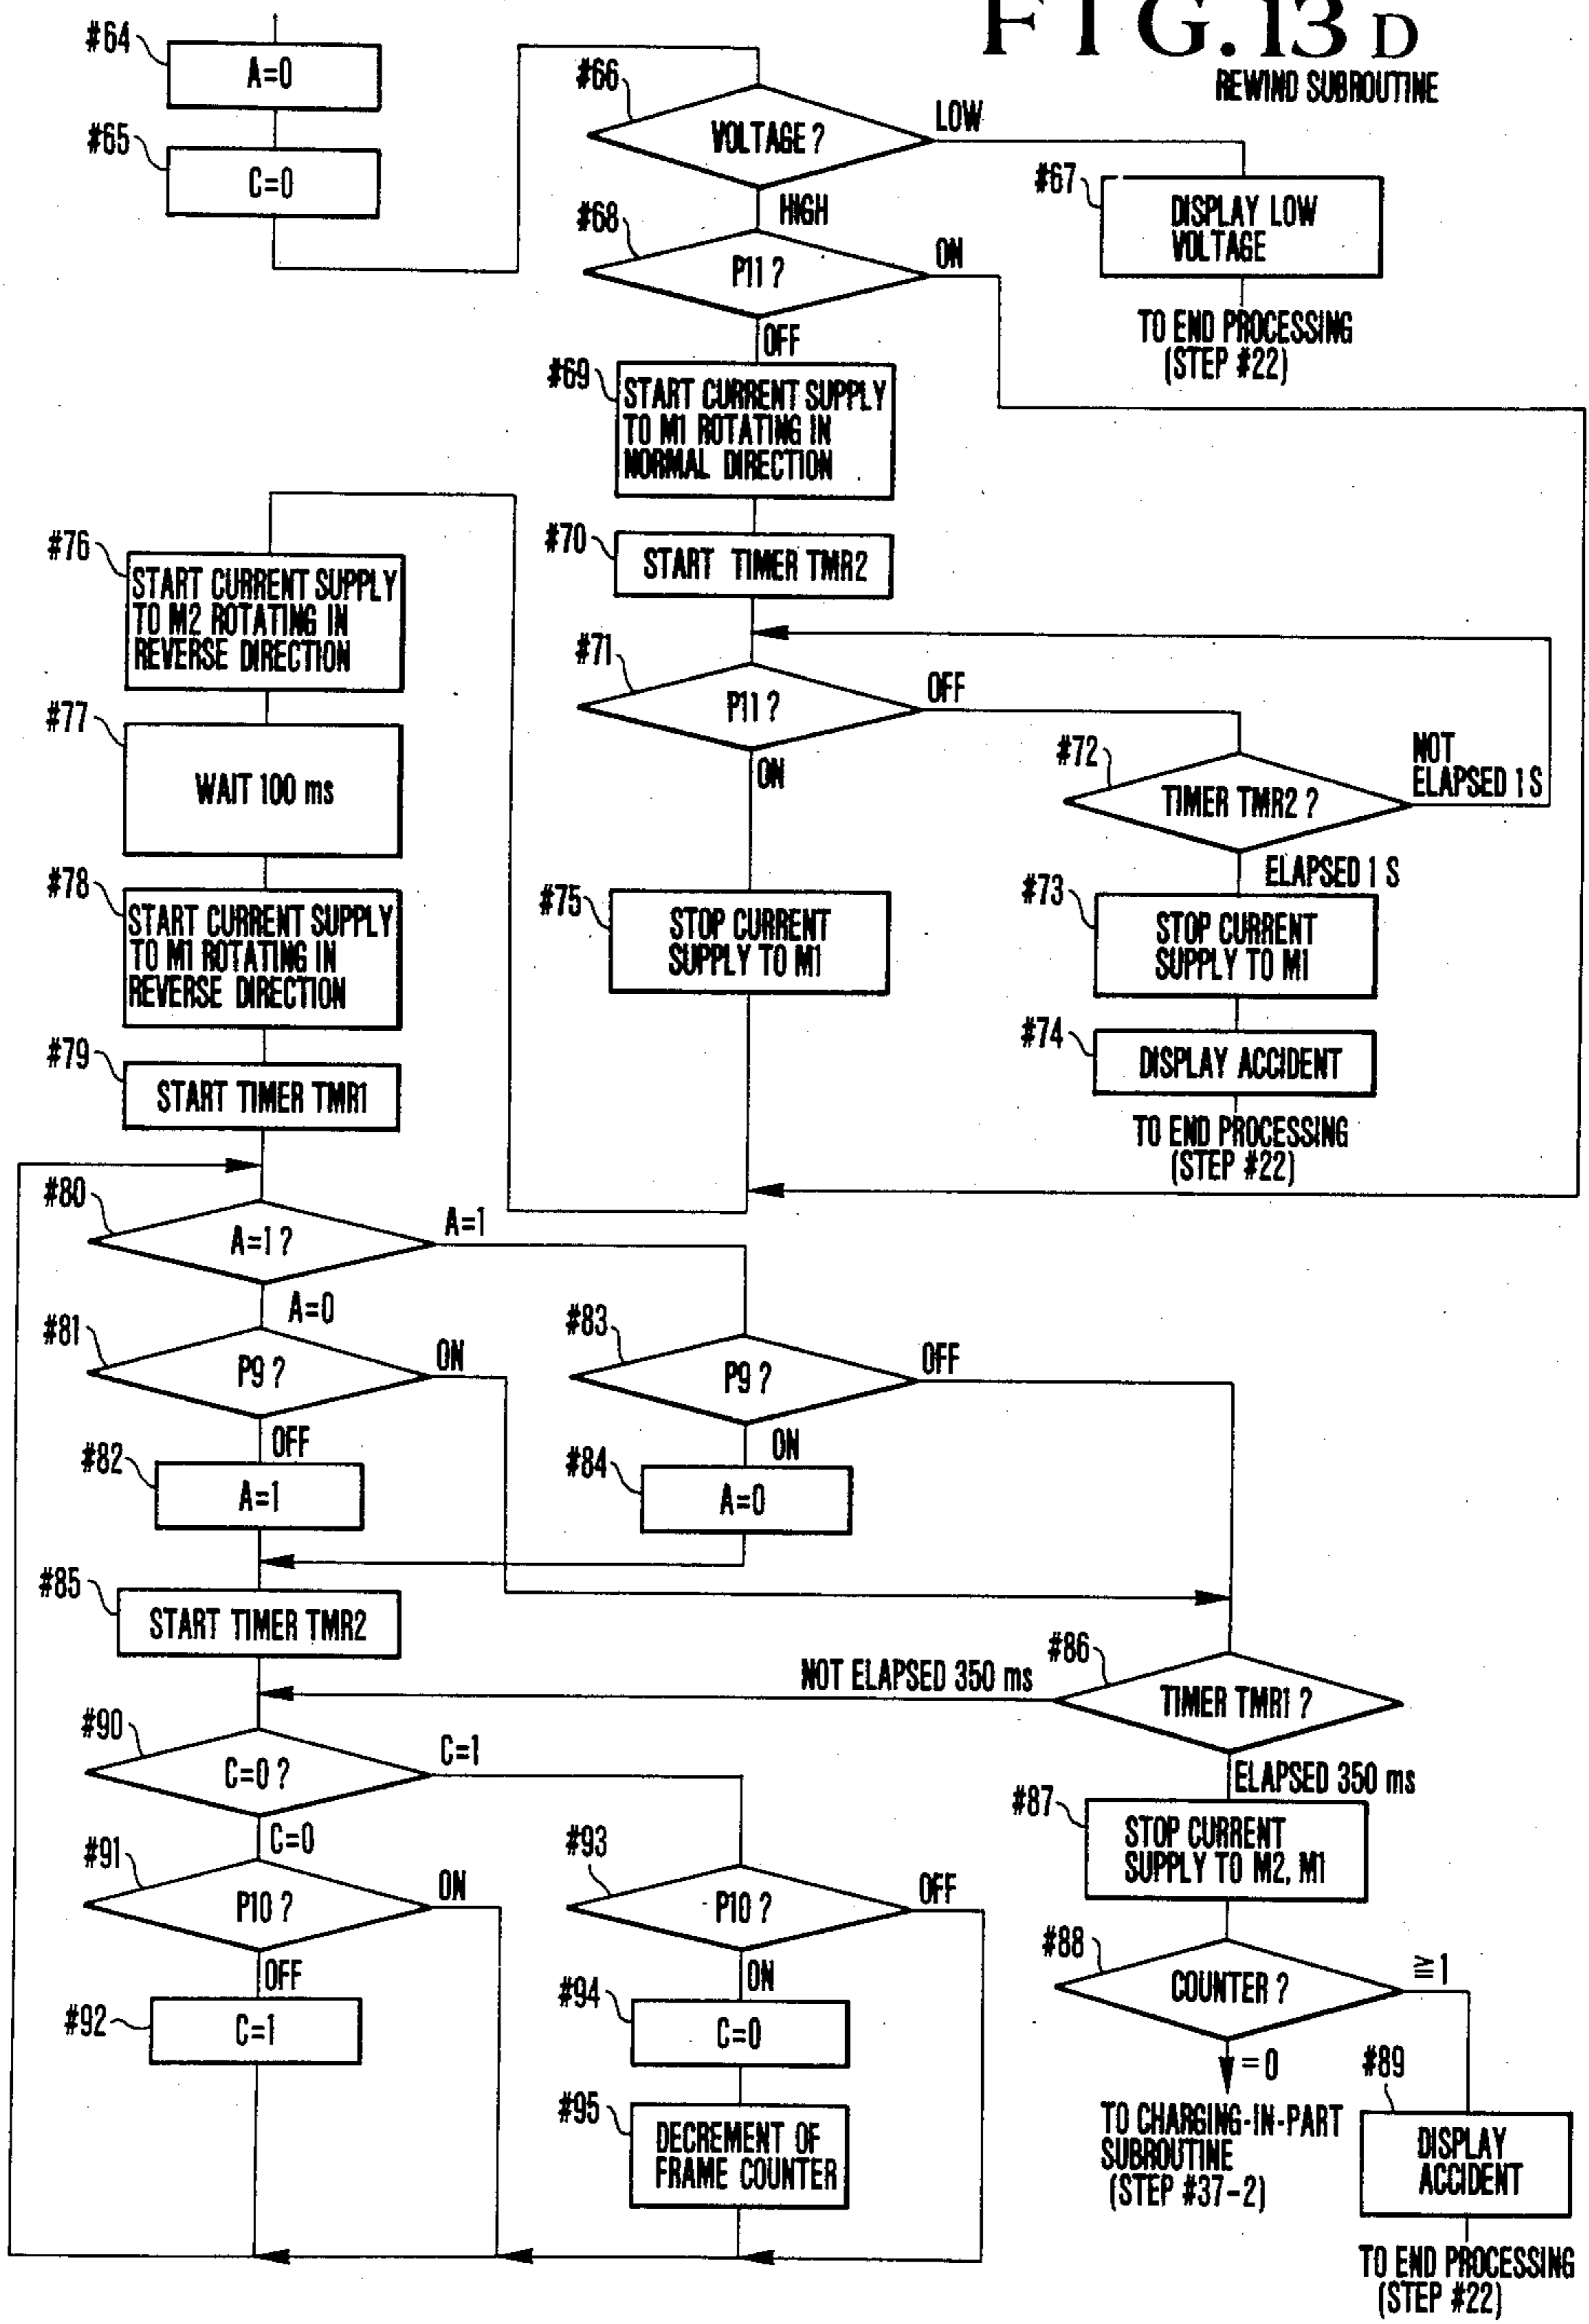 FIG. 13 D
REWIND SUBROUTINE
#64
A=0
#65
C=0
#66
VOLTAGE ?
LOW
HIGH
#67
DISPLAY LOW
VOLTAGE
TO END PROCESSING
(STEP #22)
#68
P11 ?
ON
OFF
#69
START CURRENT SUPPLY
TO M1 ROTATING IN
NORMAL DIRECTION
#70
START TIMER TMR2
#71
P11 ?
OFF
ON
#72
TIMER TMR2 ?
NOT
ELAPSED 1 S
ELAPSED 1 S
#73
STOP CURRENT
SUPPLY TO M1
#74
DISPLAY ACCIDENT
TO END PROCESSING
(STEP #22)
#75
STOP CURRENT
SUPPLY TO M1
#76
START CURRENT SUPPLY
TO M2 ROTATING IN
REVERSE DIRECTION
#77
WAIT 100 ms
#78
START CURRENT SUPPLY
TO M1 ROTATING IN
REVERSE DIRECTION
#79
START TIMER TMR1
#80
A=1 ?
A=1
A=0
#81
P9 ?
ON
OFF
#82
A=1
#83
P9 ?
OFF
ON
#84
A=0
#85
START TIMER TMR2
#86
TIMER TMR1 ?
NOT ELAPSED 350 ms
ELAPSED 350 ms
#87
STOP CURRENT
SUPPLY TO M2, M1
#88
COUNTER ?
≧1
=0
TO CHARGING-IN-PART
SUBROUTINE
(STEP #37-2)
#89
DISPLAY
ACCIDENT
TO END PROCESSING
(STEP #22)
#90
C=0 ?
C=1
C=0
#91
P10 ?
ON
OFF
#92
C=1
#93
P10 ?
OFF
ON
#94
C=0
#95
DECREMENT OF
FRAME COUNTER